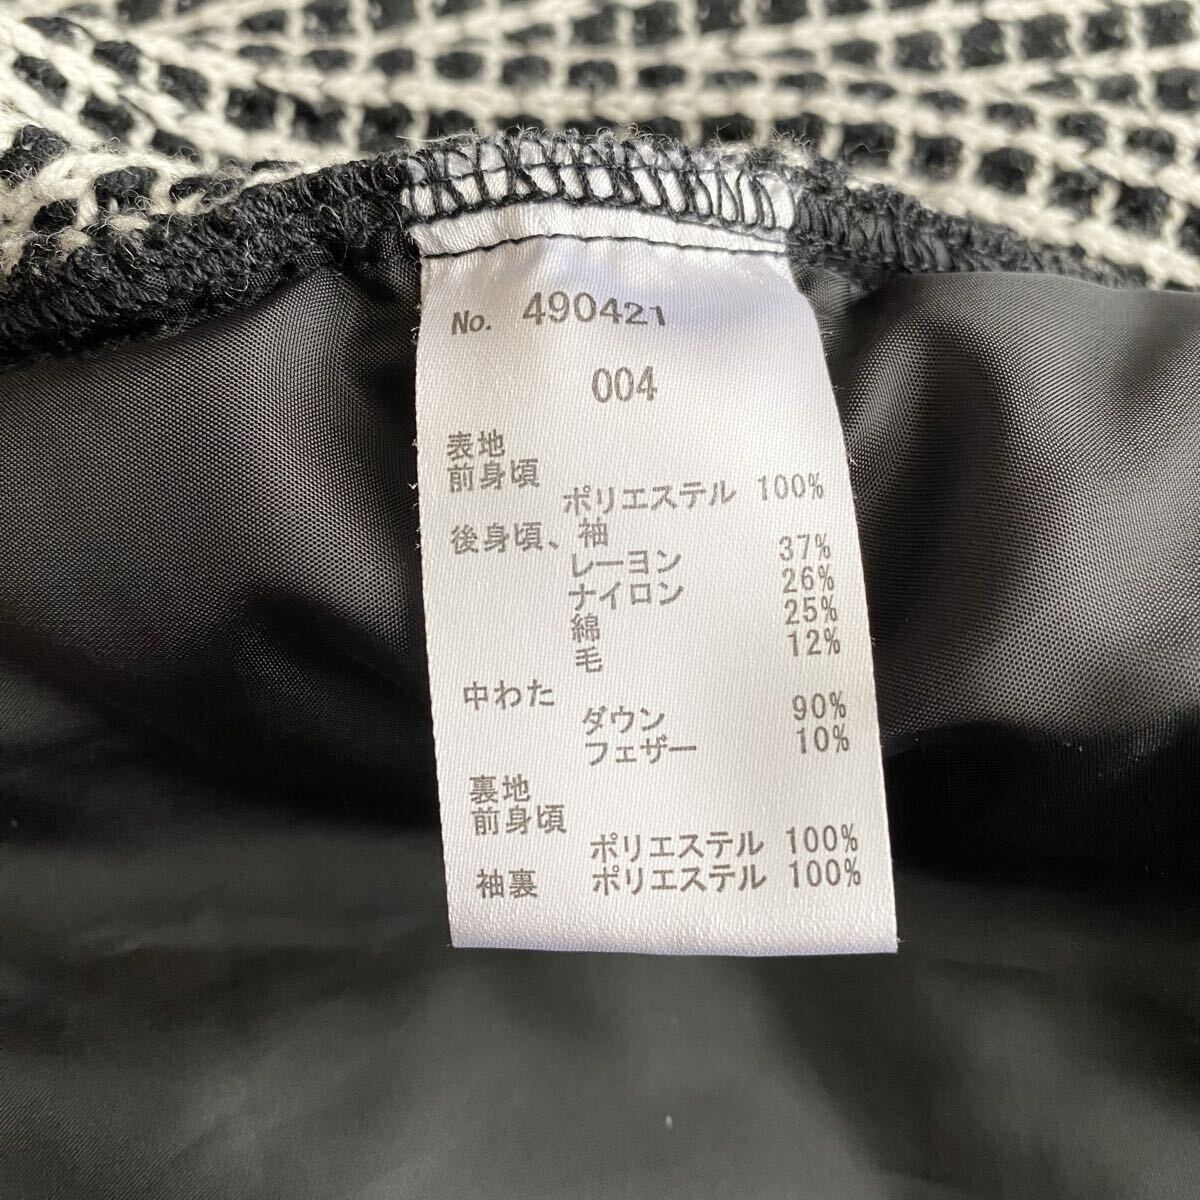 No. 490421
004
表地
前身頃
ポリエステル 100%
後身頃、袖
レーヨン 37%
ナイロン 26%
綿 25%
毛 12%
中わた
ダウン 90%
フェザー 10%
裏地
前身頃
ポリエステル 100%
袖裏 ポリエステル 100%